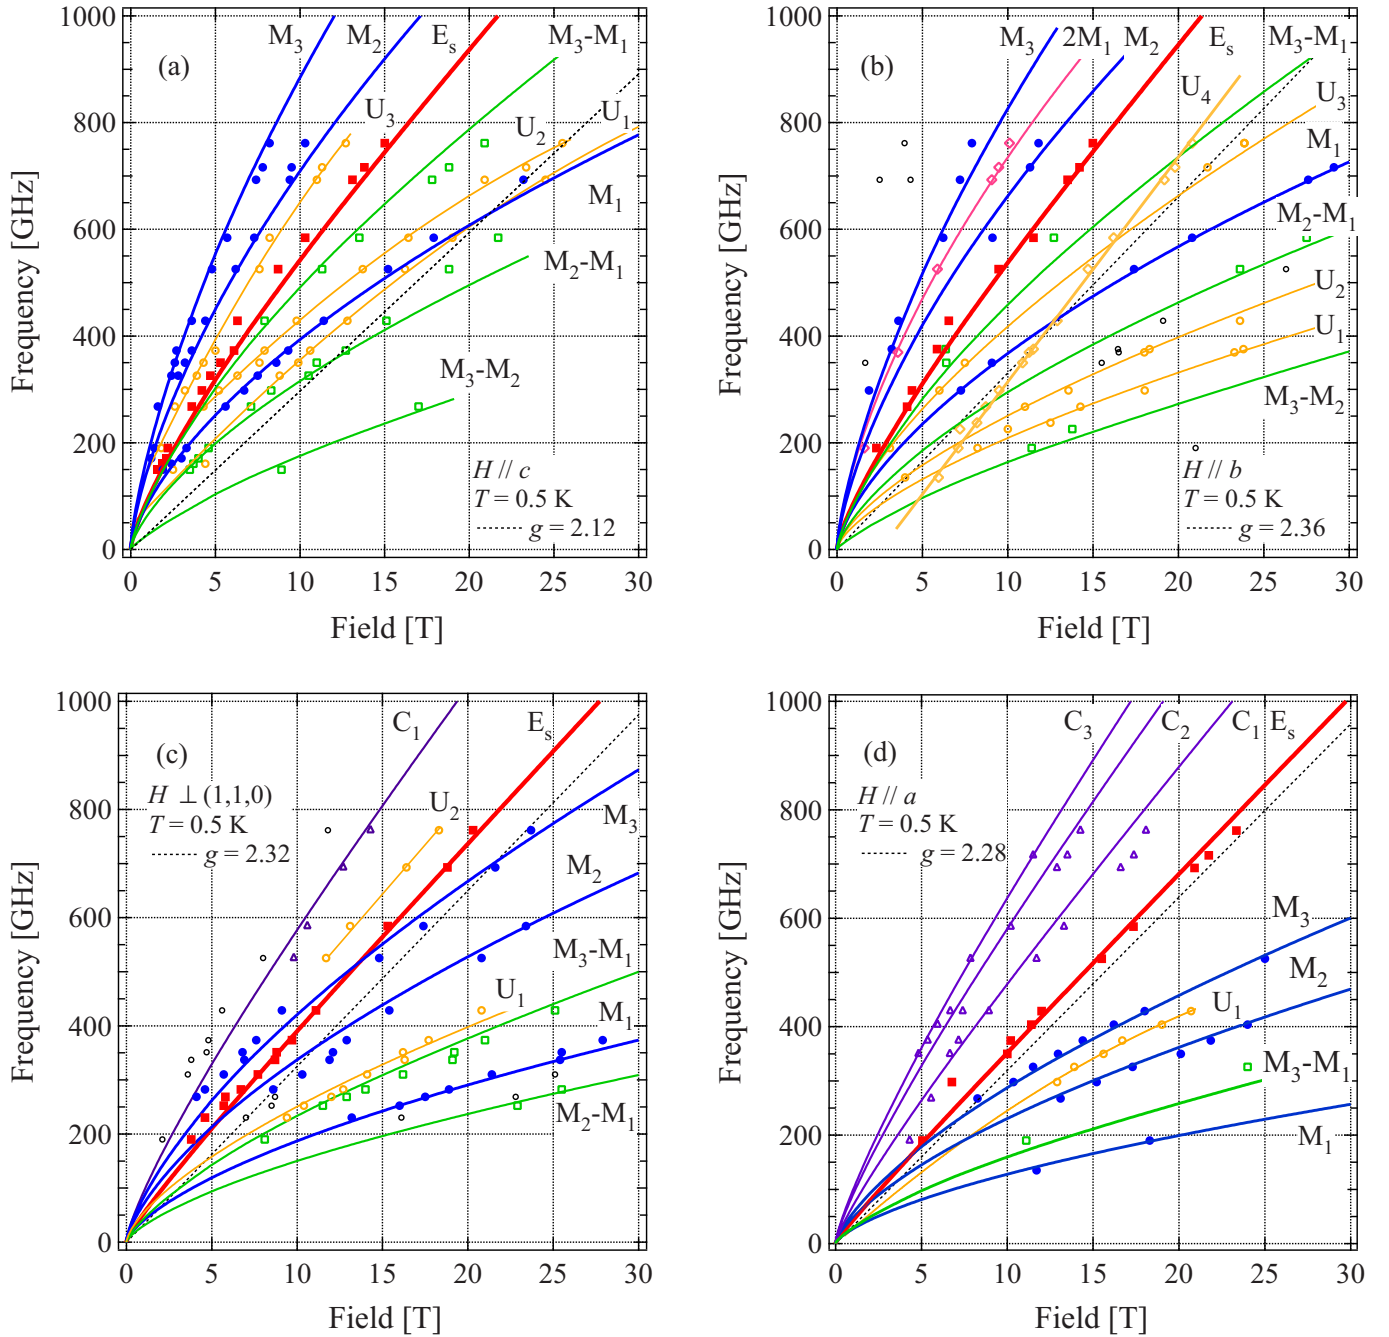 1000
800
600
400
200
0
Frequency [GHz]
(a)
M3
M2
Es
M3-M1
U3
U2
U1
M1
M2-M1
M3-M2
H // c
T = 0.5 K
g = 2.12
0 5 10 15 20 25 30
Field [T]
1000
800
600
400
200
0
Frequency [GHz]
(b)
M3
2M1
M2
Es
M3-M1
U4
U3
M1
M2-M1
U2
U1
M3-M2
H // b
T = 0.5 K
g = 2.36
0 5 10 15 20 25 30
Field [T]
1000
800
600
400
200
0
Frequency [GHz]
(c)
C1
Es
H ⊥ (1,1,0)
T = 0.5 K
g = 2.32
U2
M3
M2
M3-M1
U1
M1
M2-M1
0 5 10 15 20 25 30
Field [T]
1000
800
600
400
200
0
Frequency [GHz]
(d)
C3
C2
C1
Es
H // a
T = 0.5 K
g = 2.28
M3
M2
U1
M3-M1
M1
0 5 10 15 20 25 30
Field [T]